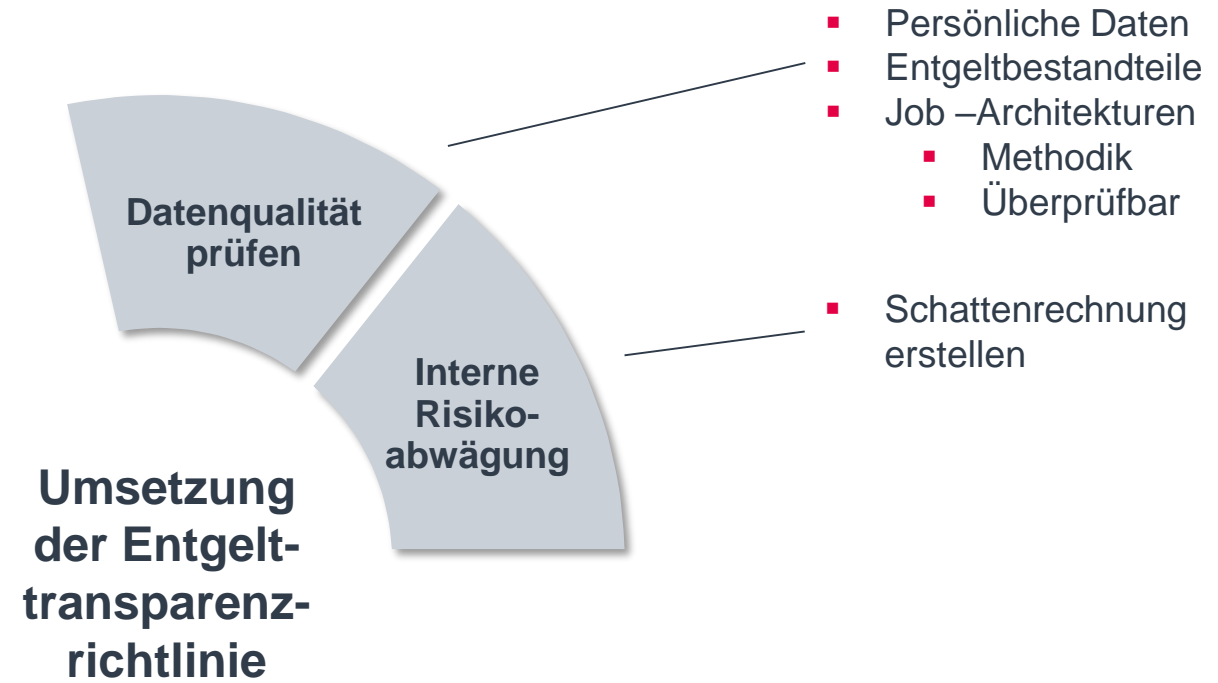 Persönliche Daten
Entgeltbestandteile
Job –Architekturen
Methodik
Überprüfbar
Datenqualität
prüfen
Schattenrechnung
erstellen
Interne
Risiko-
abwägung
Umsetzung
der Entgelt-
transparenz-
richtlinie